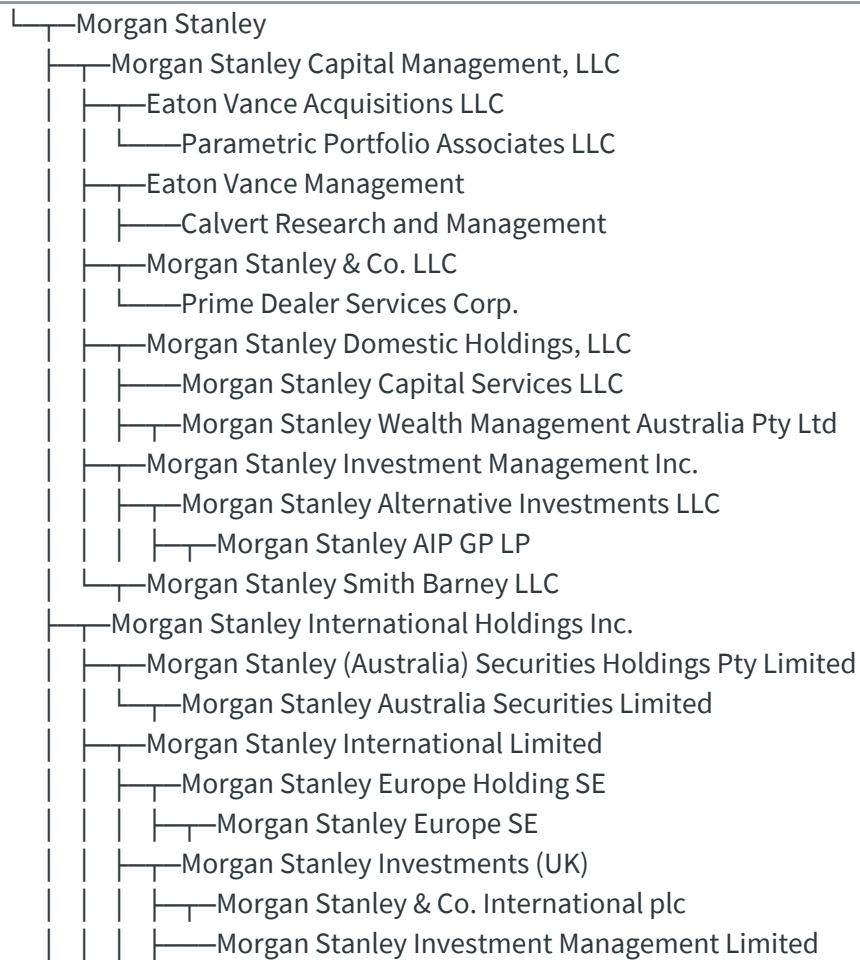 Morgan Stanley
Morgan Stanley Capital Management, LLC
Eaton Vance Acquisitions LLC
Parametric Portfolio Associates LLC
Eaton Vance Management
Calvert Research and Management
Morgan Stanley & Co. LLC
Prime Dealer Services Corp.
Morgan Stanley Domestic Holdings, LLC
Morgan Stanley Capital Services LLC
Morgan Stanley Wealth Management Australia Pty Ltd
Morgan Stanley Investment Management Inc.
Morgan Stanley Alternative Investments LLC
Morgan Stanley AIP GP LP
Morgan Stanley Smith Barney LLC
Morgan Stanley International Holdings Inc.
Morgan Stanley (Australia) Securities Holdings Pty Limited
Morgan Stanley Australia Securities Limited
Morgan Stanley International Limited
Morgan Stanley Europe Holding SE
Morgan Stanley Europe SE
Morgan Stanley Investments (UK)
Morgan Stanley & Co. International plc
Morgan Stanley Investment Management Limited